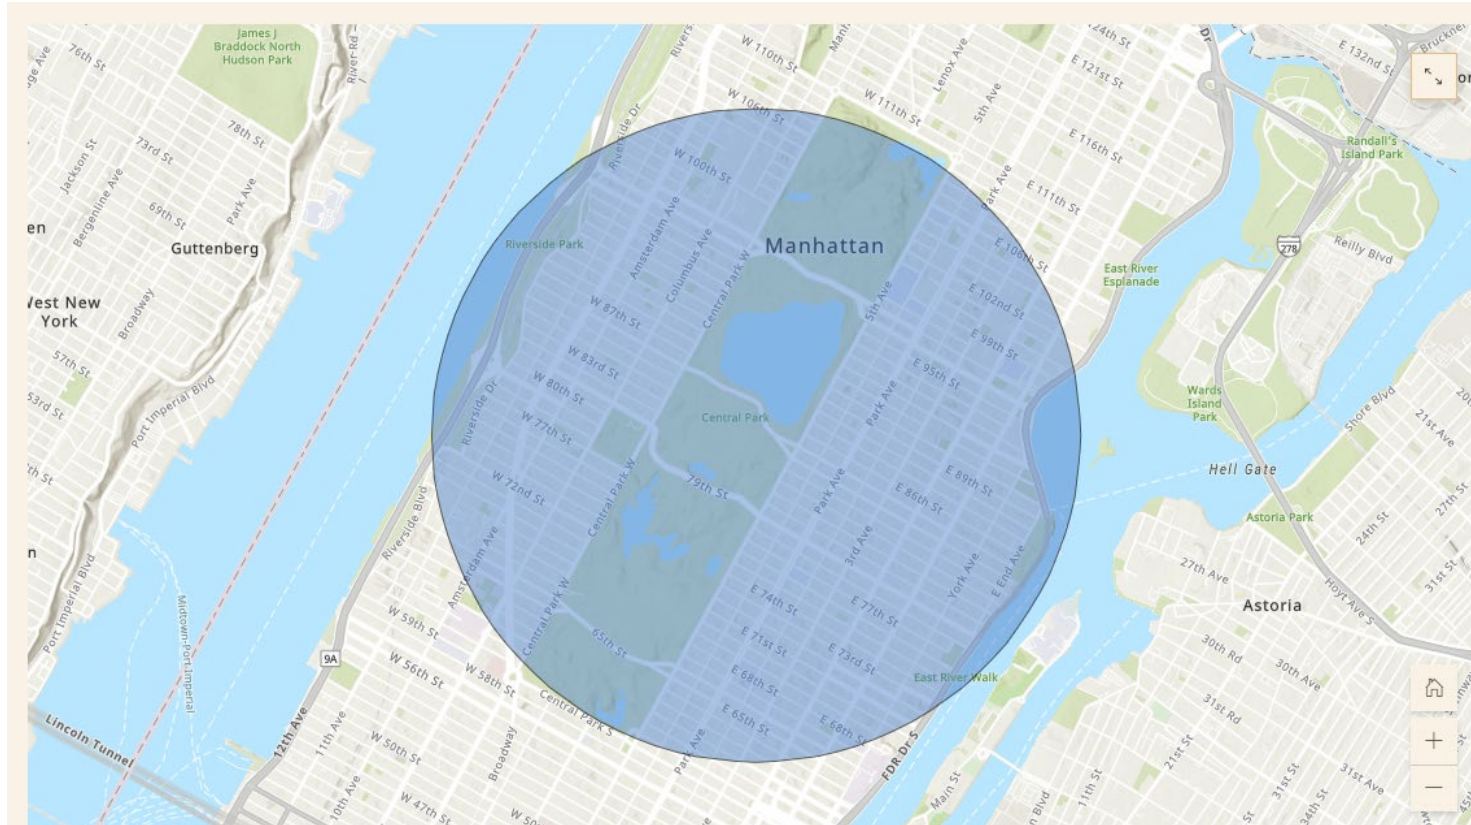 James J
Braddock North
Hudson Park
76th St
River Rd
78th St
73rd St
Jackson St
Bergenline Ave
Park Ave
69th St
Guttenberg
West New
York
Broadway
57th St
53rd St
Port Imperial Blvd
Port Imperial Blvd
Midtown-Port Imperial
Lincoln Tunnel
12th Ave
9A
11th Ave
10th Ave
W 50th St
W 47th St
Broadway
W 56th St
W 59th St
W 58th St
Central Park S
Riverside Blvd
Amsterdam Ave
Riverside Dr
Riverside Dr
Riverside Park
W 110th St
W 106th St
W 111th St
W 100th St
Amsterdam Ave
Columbus Ave
Central Park W
W 87th St
W 83rd St
W 80th St
W 77th St
W 72nd St
Central Park W
Central Park W
Manhattan
Central Park
79th St
65th St
5th Ave
Park Ave
Park Ave
Park Ave
3rd Ave
York Ave
E End Ave
E 106th St
E 102nd St
E 99th St
E 95th St
E 89th St
E 86th St
E 77th St
E 74th St
E 73rd St
E 71st St
E 68th St
E 68th St
E 65th St
East River Walk
FDR Dr S
Main St
Lenox Ave
5th Ave
Park Ave
E 124th St
E 121st St
E 116th St
E 111th St
E 132nd St
Dr
Randall's
Island Park
278
Reilly Blvd
East River
Esplanade
Wards
Island
Park
Hell Gate
Shore Blvd
21st Ave
27th St
24th St
Astoria Park
27th Ave
31st St
Hoyt Ave S
Astoria
30th Rd
30th Ave
31st Rd
21st St
31st Ave
31st St
34th St
11th St